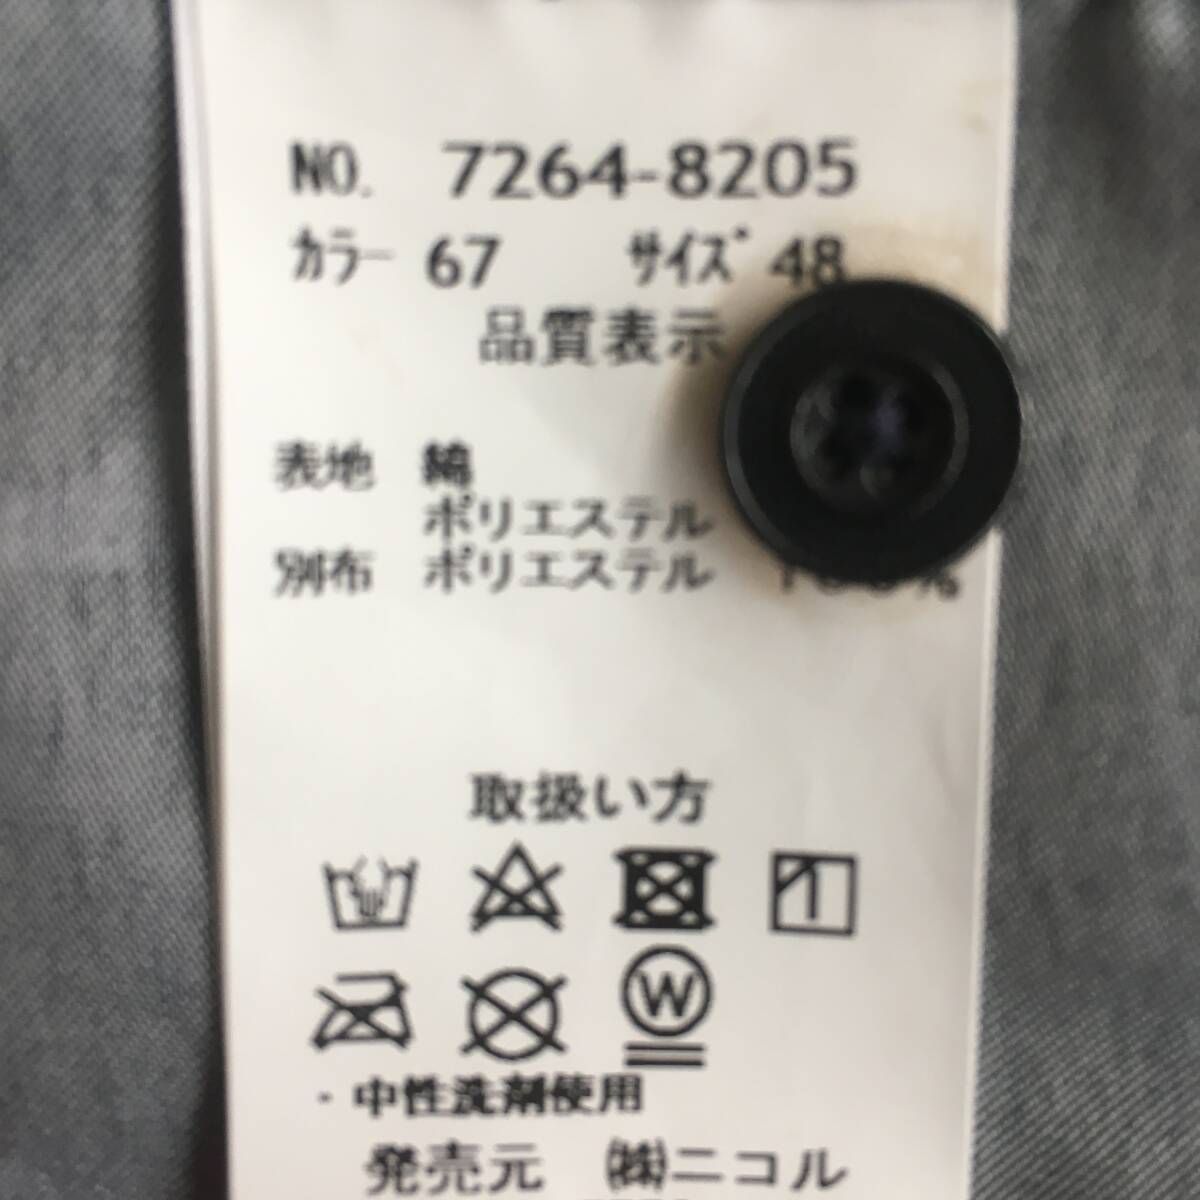 NO. 7264-8205
カラー 67 サイズ 48
品質表示
表地 綿
ポリエステル
別布 ポリエステル
取扱い方
W
・中性洗剤使用
発売元 ㈱ニコル